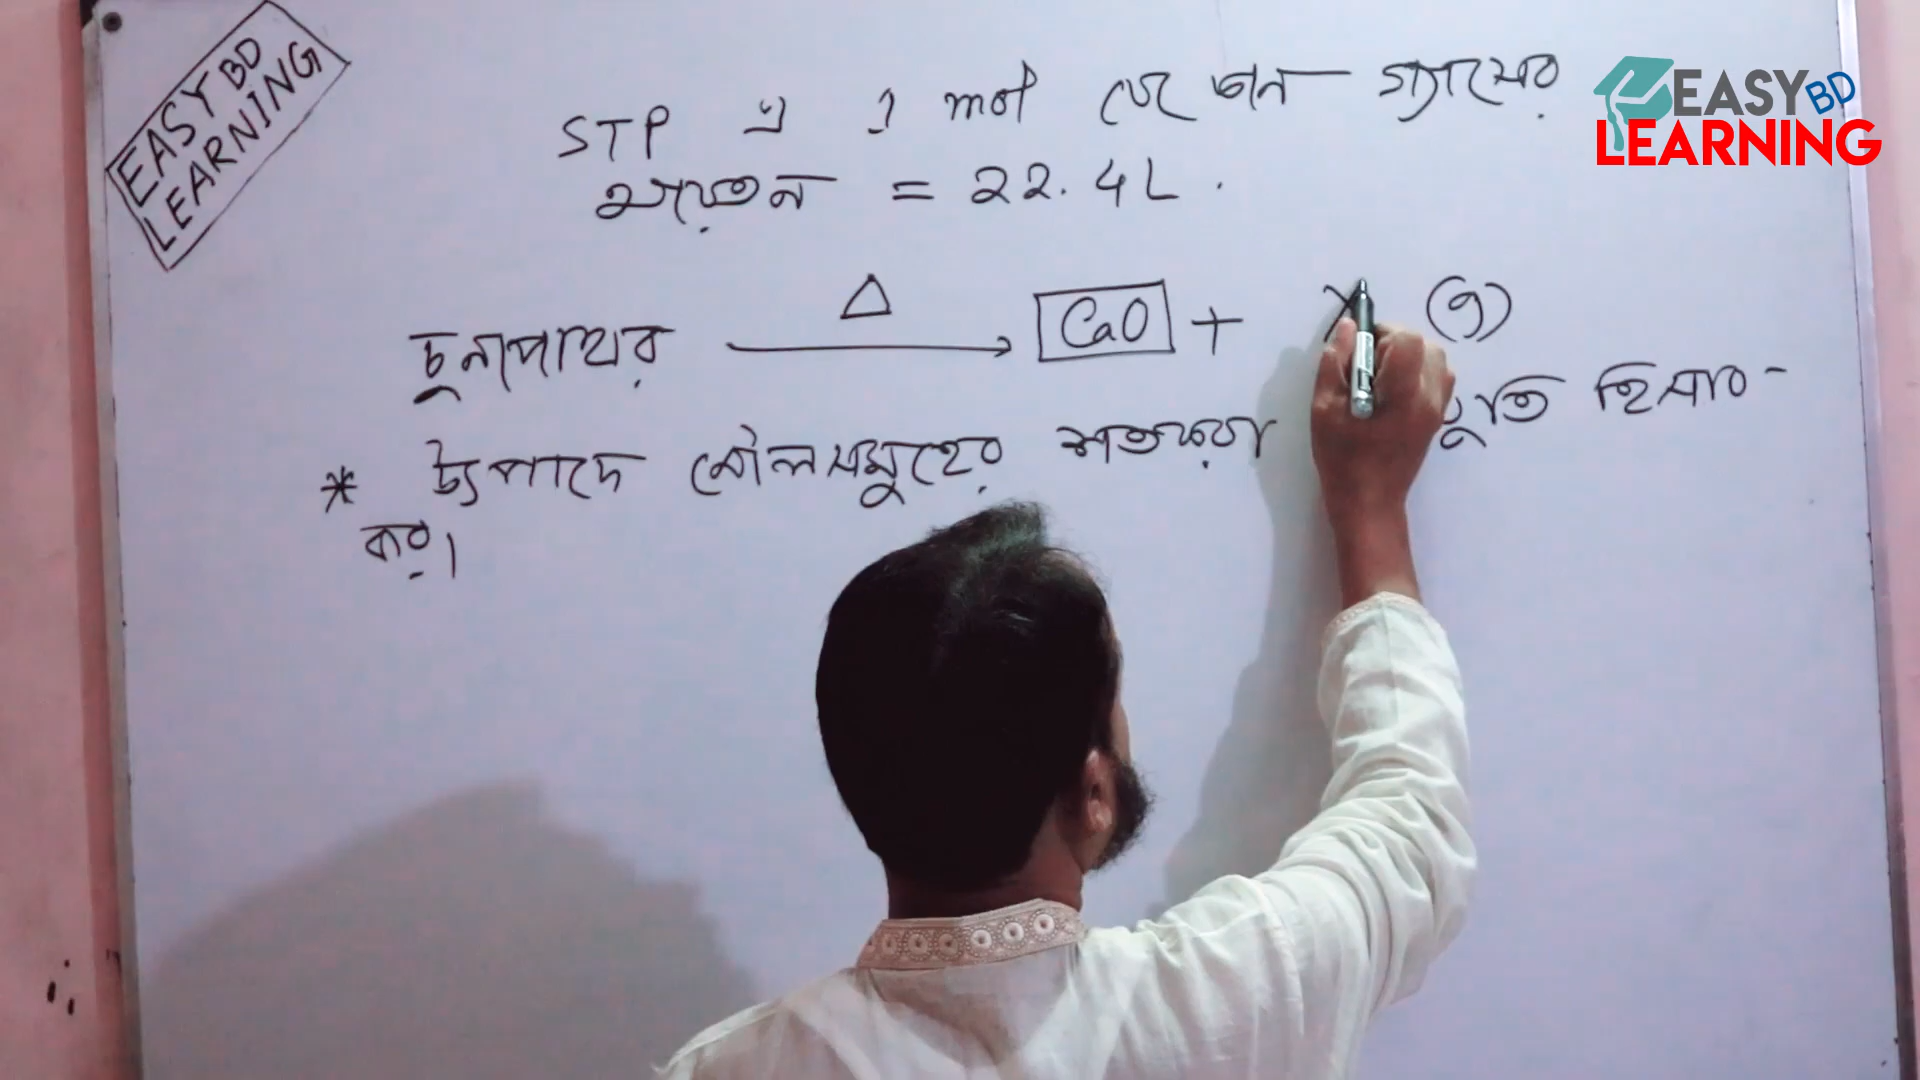 EASY BD
LEARNING
STP এ 1 mol যে কোন গ্যাসের
আয়তন = 22.4L.
EASY BD
LEARNING
চুনাপাথর Δ → CaO + X (g)
* উৎপাদে মৌলসমূহের শতকরা হিসাব
কর।